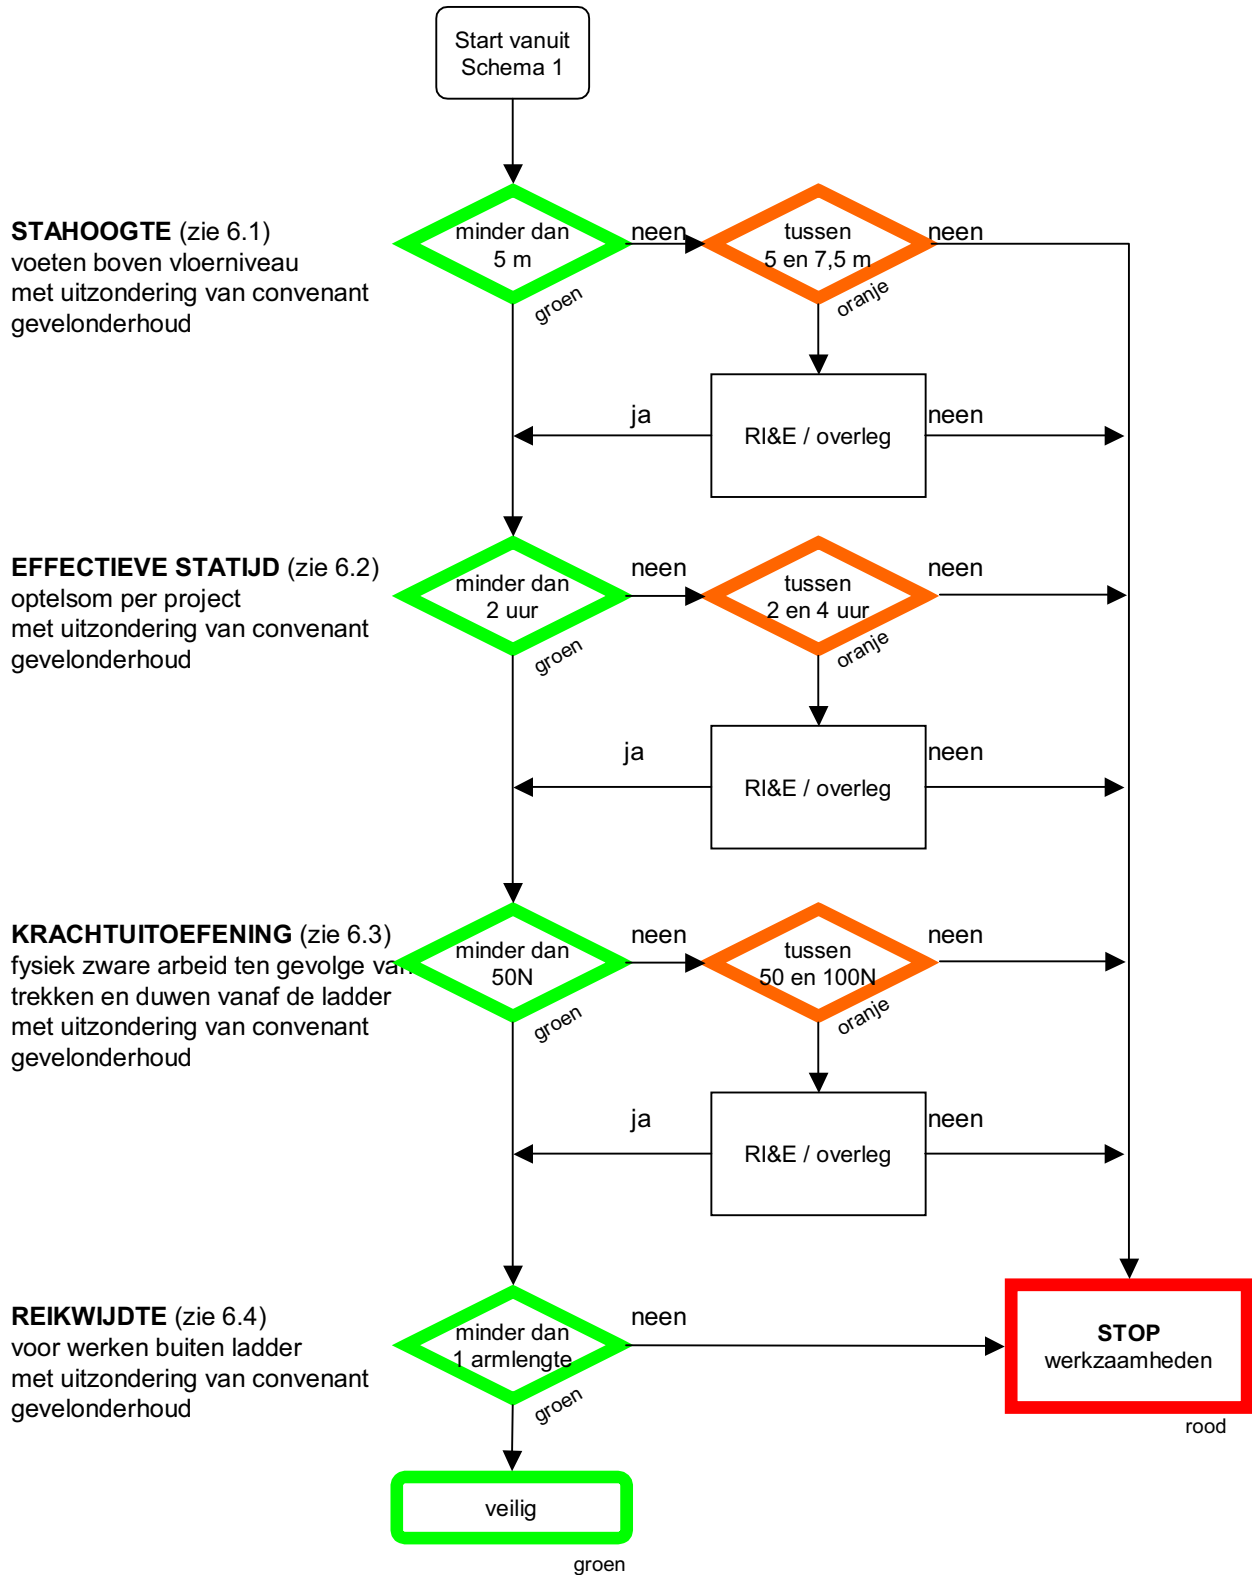 Start vanuit
Schema 1
STAHOOGTE (zie 6.1)
voeten boven vloerniveau
met uitzondering van convenant
gevelonderhoud
minder dan
5 m
groen
neen
tussen
5 en 7,5 m
oranje
neen
ja
RI&E / overleg
neen
EFFECTIEVE STATIJD (zie 6.2)
optelsom per project
met uitzondering van convenant
gevelonderhoud
minder dan
2 uur
groen
neen
tussen
2 en 4 uur
oranje
neen
ja
RI&E / overleg
neen
KRACHTUITOEFENING (zie 6.3)
fysiek zware arbeid ten gevolge van
trekken en duwen vanaf de ladder
met uitzondering van convenant
gevelonderhoud
minder dan
50N
groen
neen
tussen
50 en 100N
oranje
neen
ja
RI&E / overleg
neen
REIKWIJDTE (zie 6.4)
voor werken buiten ladder
met uitzondering van convenant
gevelonderhoud
minder dan
1 armlengte
groen
neen
STOP
werkzaamheden
rood
veilig
groen